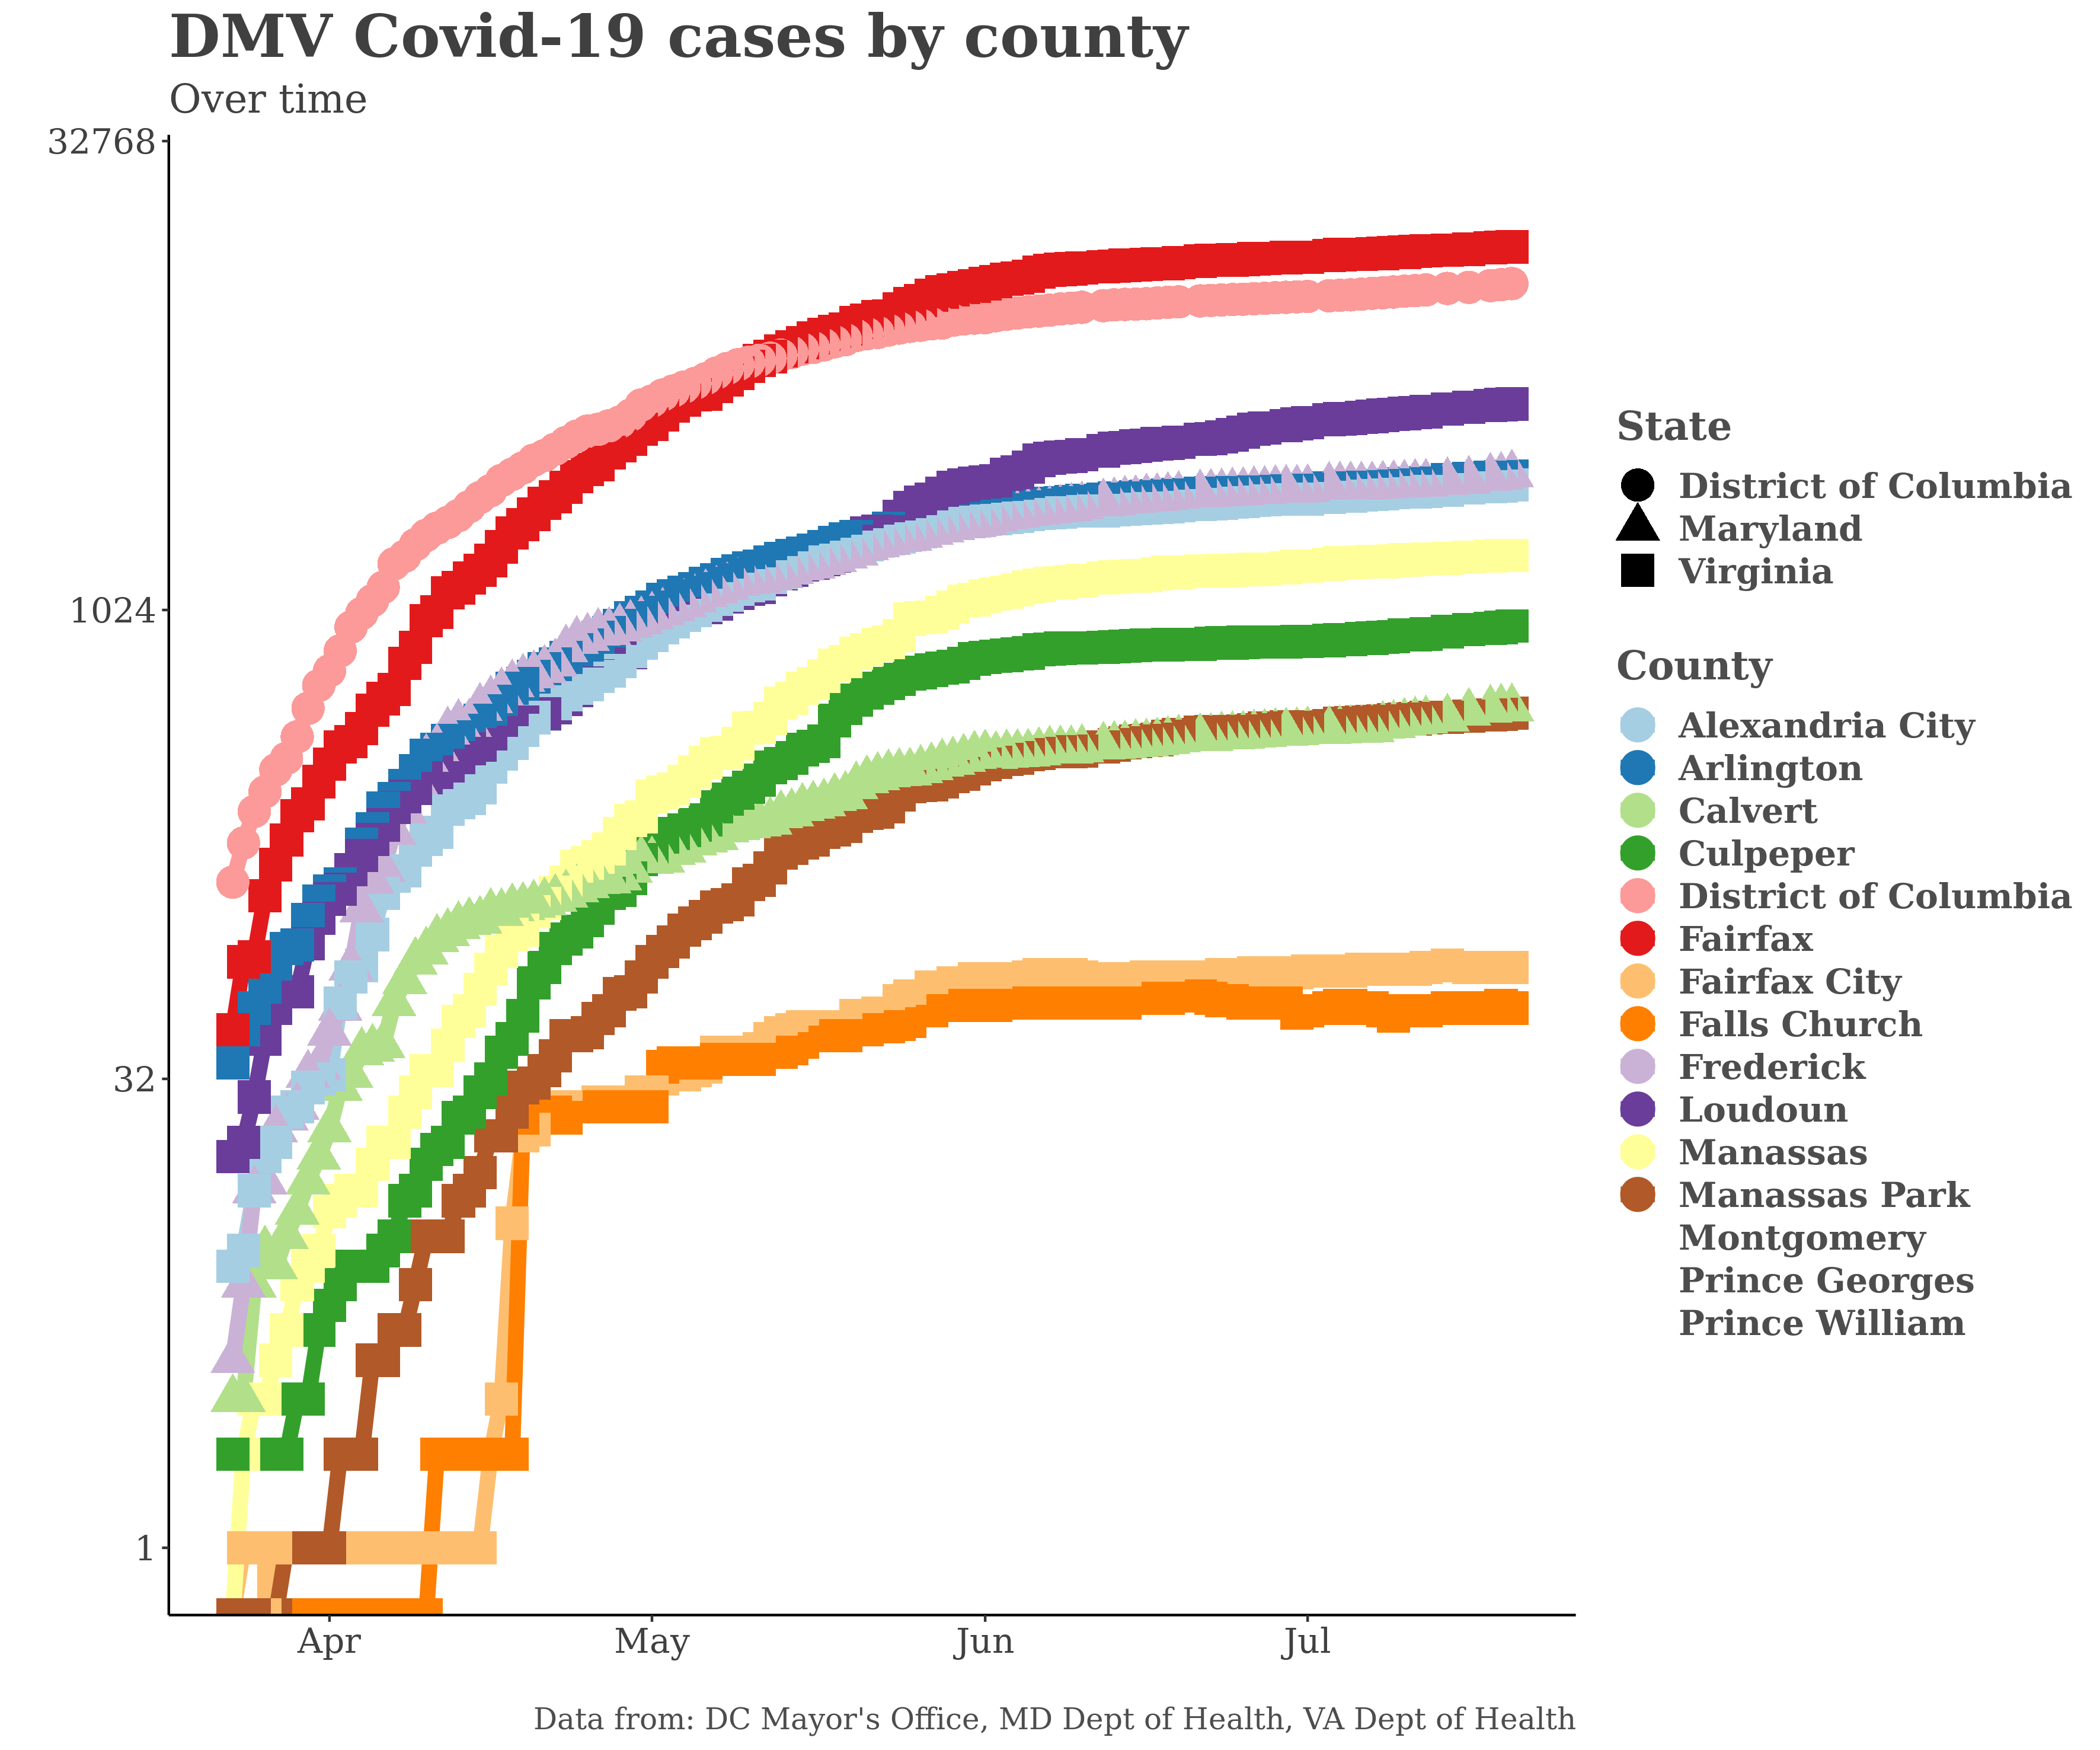 DMV Covid-19 cases by county
Over time
32768
1024
32
1
Apr
May
Jun
Jul
State
District of Columbia
Maryland
Virginia
County
Alexandria City
Arlington
Calvert
Culpeper
District of Columbia
Fairfax
Fairfax City
Falls Church
Frederick
Loudoun
Manassas
Manassas Park
Montgomery
Prince Georges
Prince William
Data from: DC Mayor's Office, MD Dept of Health, VA Dept of Health